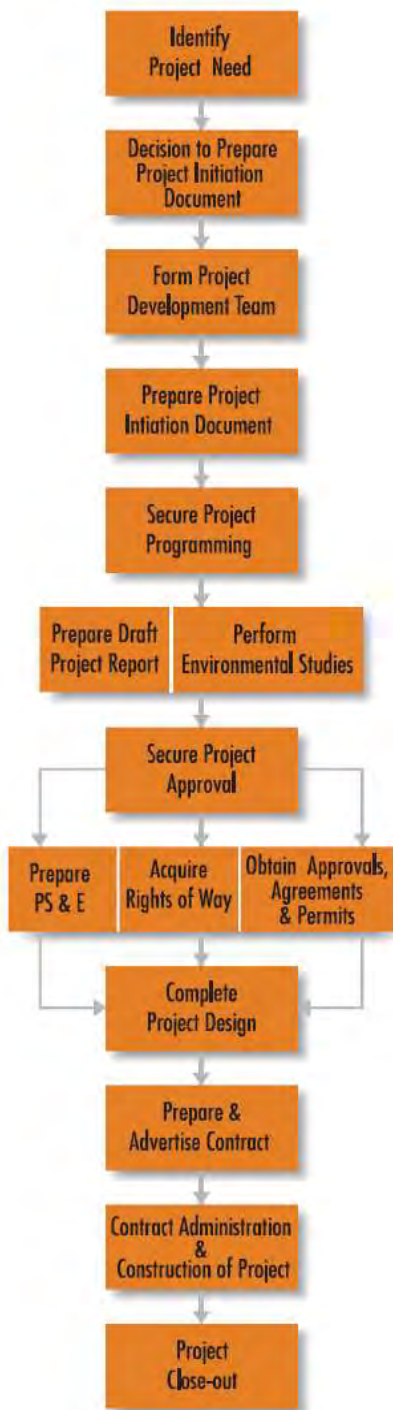 Identify
Project Need
Decision to Prepare
Project Initiation
Document
Form Project
Development Team
Prepare Project
Intiation Document
Secure Project
Programming
Prepare Draft
Project Report
Perform
Environmental Studies
Secure Project
Approval
Prepare
PS & E
Acquire
Rights of Way
Obtain Approvals,
Agreements
& Permits
Complete
Project Design
Prepare &
Advertise Contract
Contract Administration
&
Construction of Project
Project
Close-out